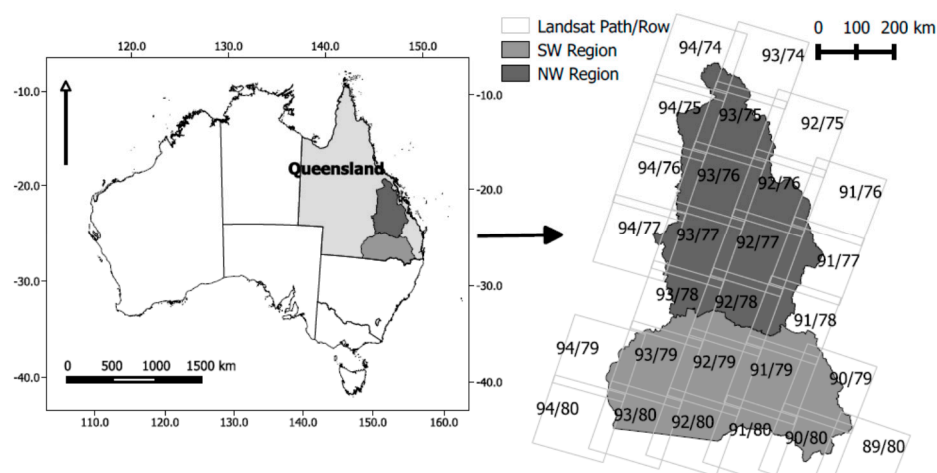 120.0 130.0 140.0 150.0
-10.0
-20.0
-30.0
-40.0
Queensland
-10.0
-20.0
-30.0
-40.0
0 500 1000 1500 km
110.0 120.0 130.0 140.0 150.0 160.0
Landsat Path/Row
SW Region
NW Region
0 100 200 km
94/74 93/74
94/75 93/75 92/75
94/76 93/76 92/76 91/76
94/77 93/77 92/77 91/77
93/78 92/78 91/78
94/79 93/79 92/79 91/79 90/79
94/80 93/80 92/80 91/80 90/80 89/80